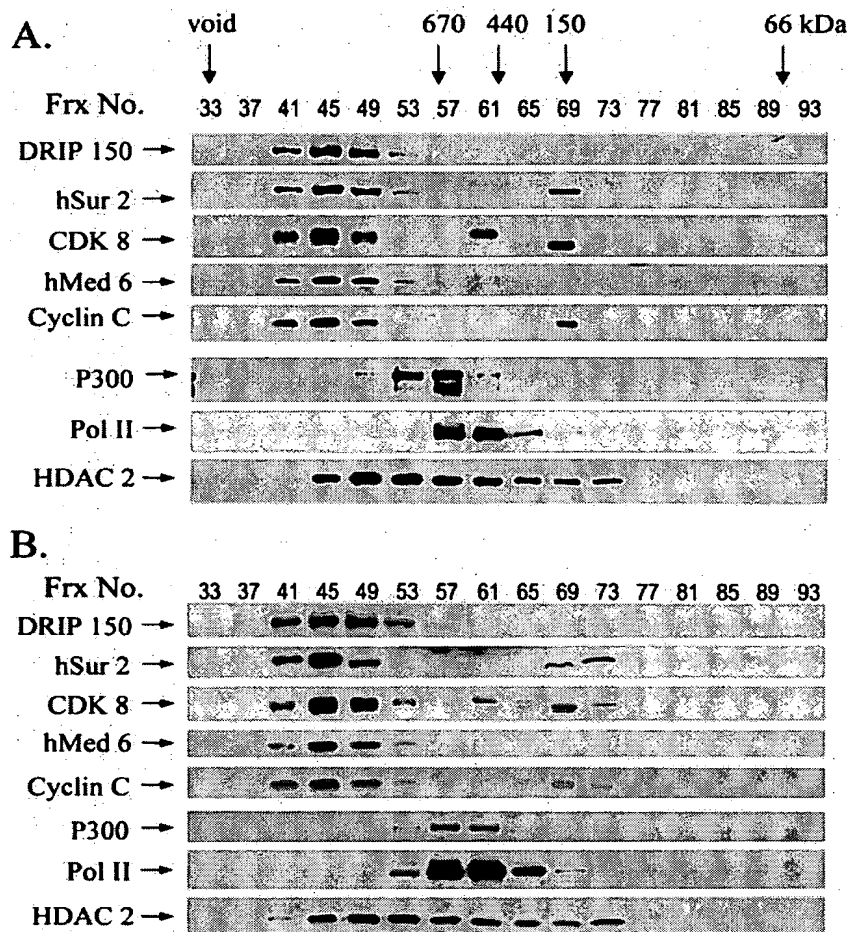 A.
void 670 440 150 66 kDa
Frx No. 33 37 41 45 49 53 57 61 65 69 73 77 81 85 89 93
DRIP 150
hSur 2
CDK 8
hMed 6
Cyclin C
P300
Pol II
HDAC 2
B.
Frx No. 33 37 41 45 49 53 57 61 65 69 73 77 81 85 89 93
DRIP 150
hSur 2
CDK 8
hMed 6
Cyclin C
P300
Pol II
HDAC 2